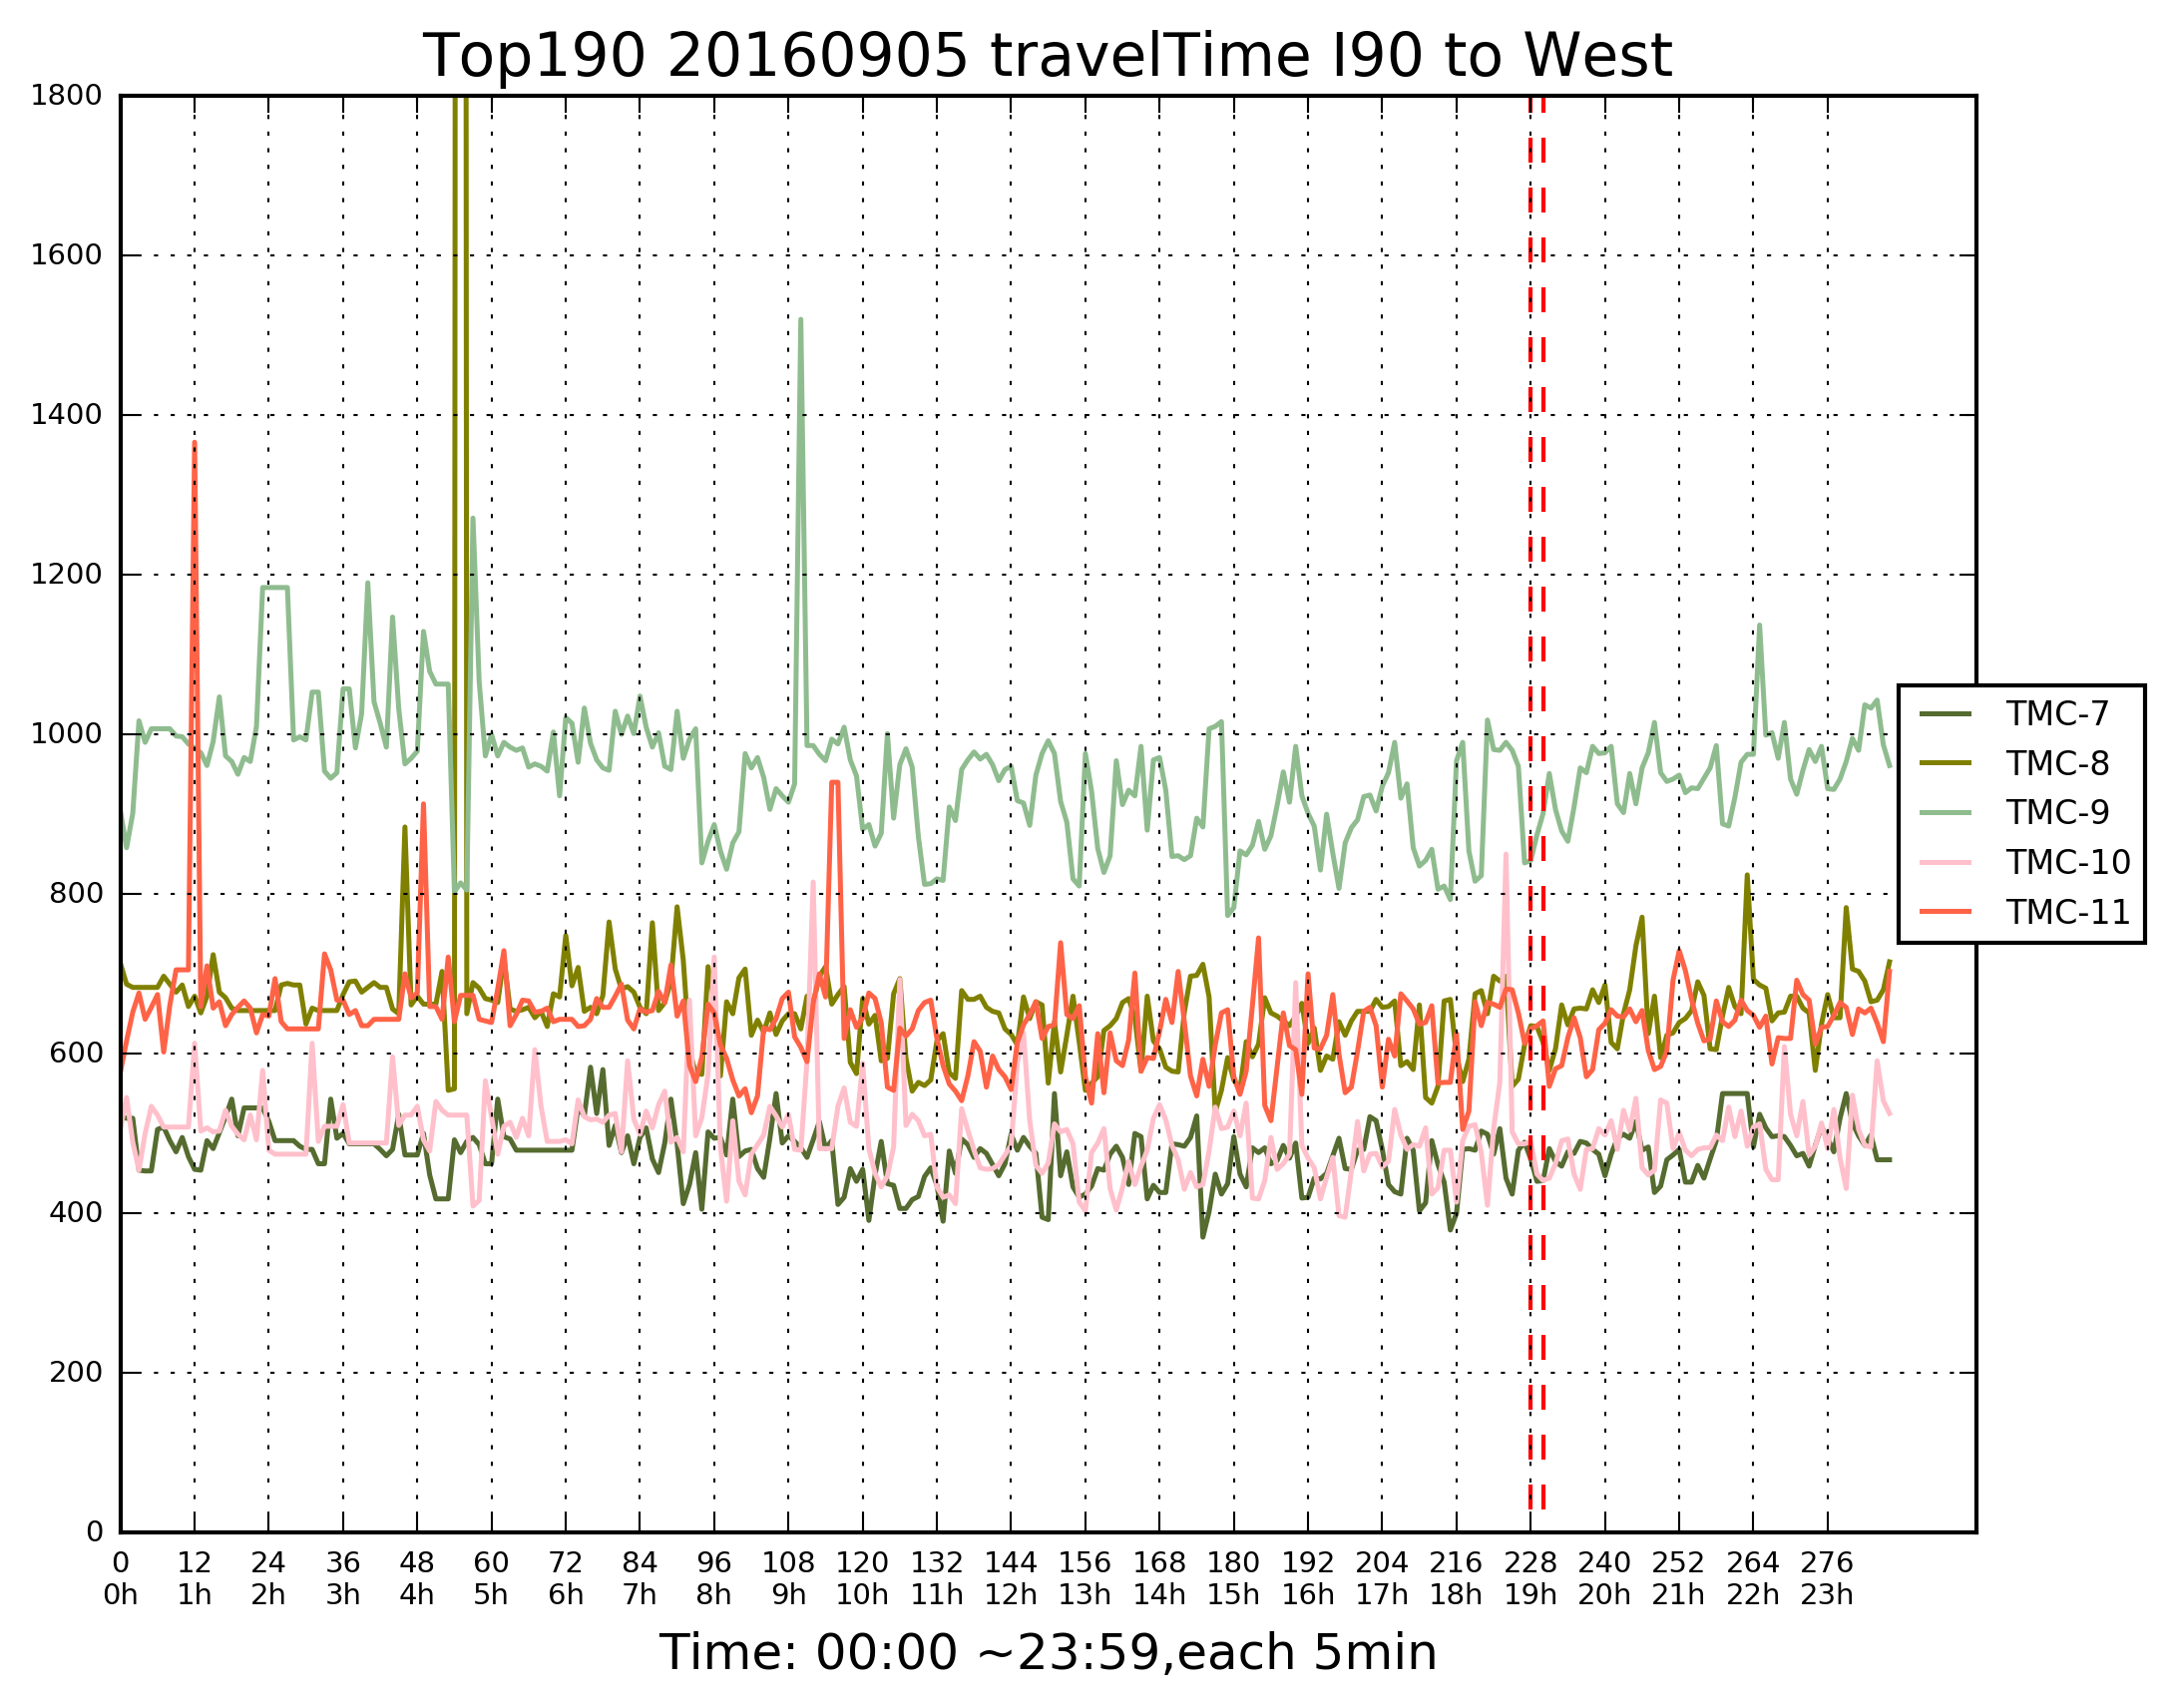 Top190 20160905 travelTime I90 to West
1800
1600
1400
1200
1000
800
600
400
200
0
0 12 24 36 48 60 72 84 96 108 120 132 144 156 168 180 192 204 216 228 240 252 264 276
0h 1h 2h 3h 4h 5h 6h 7h 8h 9h 10h 11h 12h 13h 14h 15h 16h 17h 18h 19h 20h 21h 22h 23h
Time: 00:00 ~23:59,each 5min
TMC-7
TMC-8
TMC-9
TMC-10
TMC-11